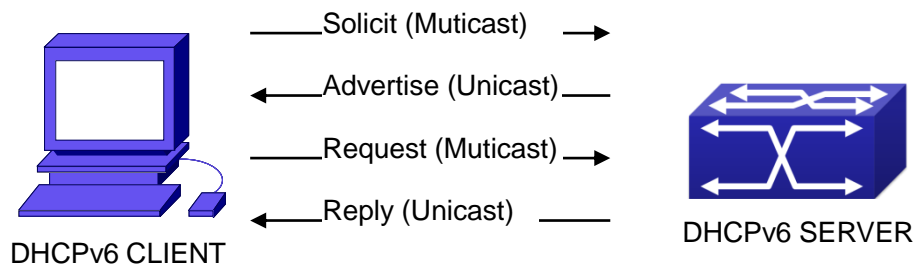 Solicit (Muticast)
Advertise (Unicast)
Request (Muticast)
Reply (Unicast)
DHCPv6 CLIENT
DHCPv6 SERVER